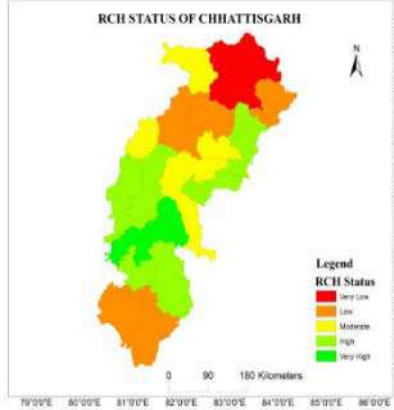 RCH STATUS OF CHHATTISGARH
N
Legend
RCH Status
Very Low
Low
Moderate
High
Very High
0 90 180 Kilometers
79°0'0"E 80°0'0"E 81°0'0"E 82°0'0"E 83°0'0"E 84°0'0"E 85°0'0"E 86°0'0"E